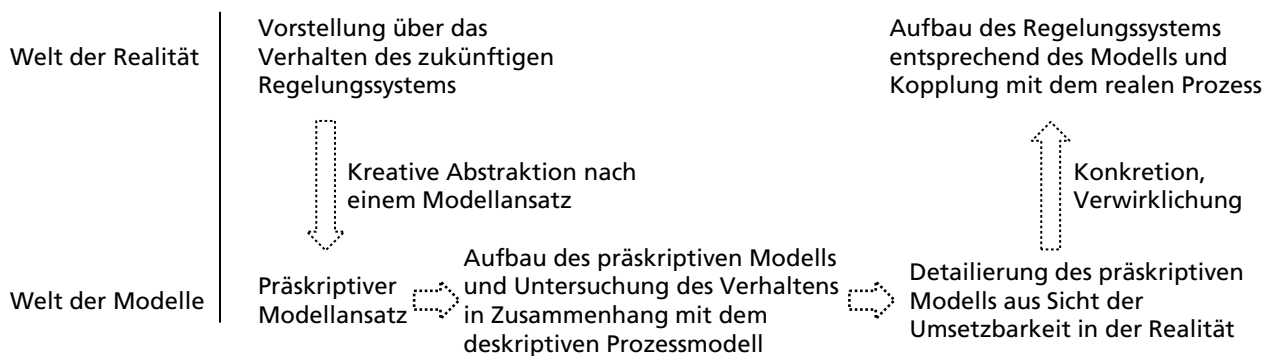 Welt der Realität
Vorstellung über das
Verhalten des zukünftigen
Regelungssystems
Aufbau des Regelungssystems
entsprechend des Modells und
Kopplung mit dem realen Prozess
Kreative Abstraktion nach
einem Modellansatz
Konkretion,
Verwirklichung
Welt der Modelle
Präskriptiver
Modellansatz
Aufbau des präskriptiven Modells
und Untersuchung des Verhaltens
in Zusammenhang mit dem
deskriptiven Prozessmodell
Detailierung des präskriptiven
Modells aus Sicht der
Umsetzbarkeit in der Realität